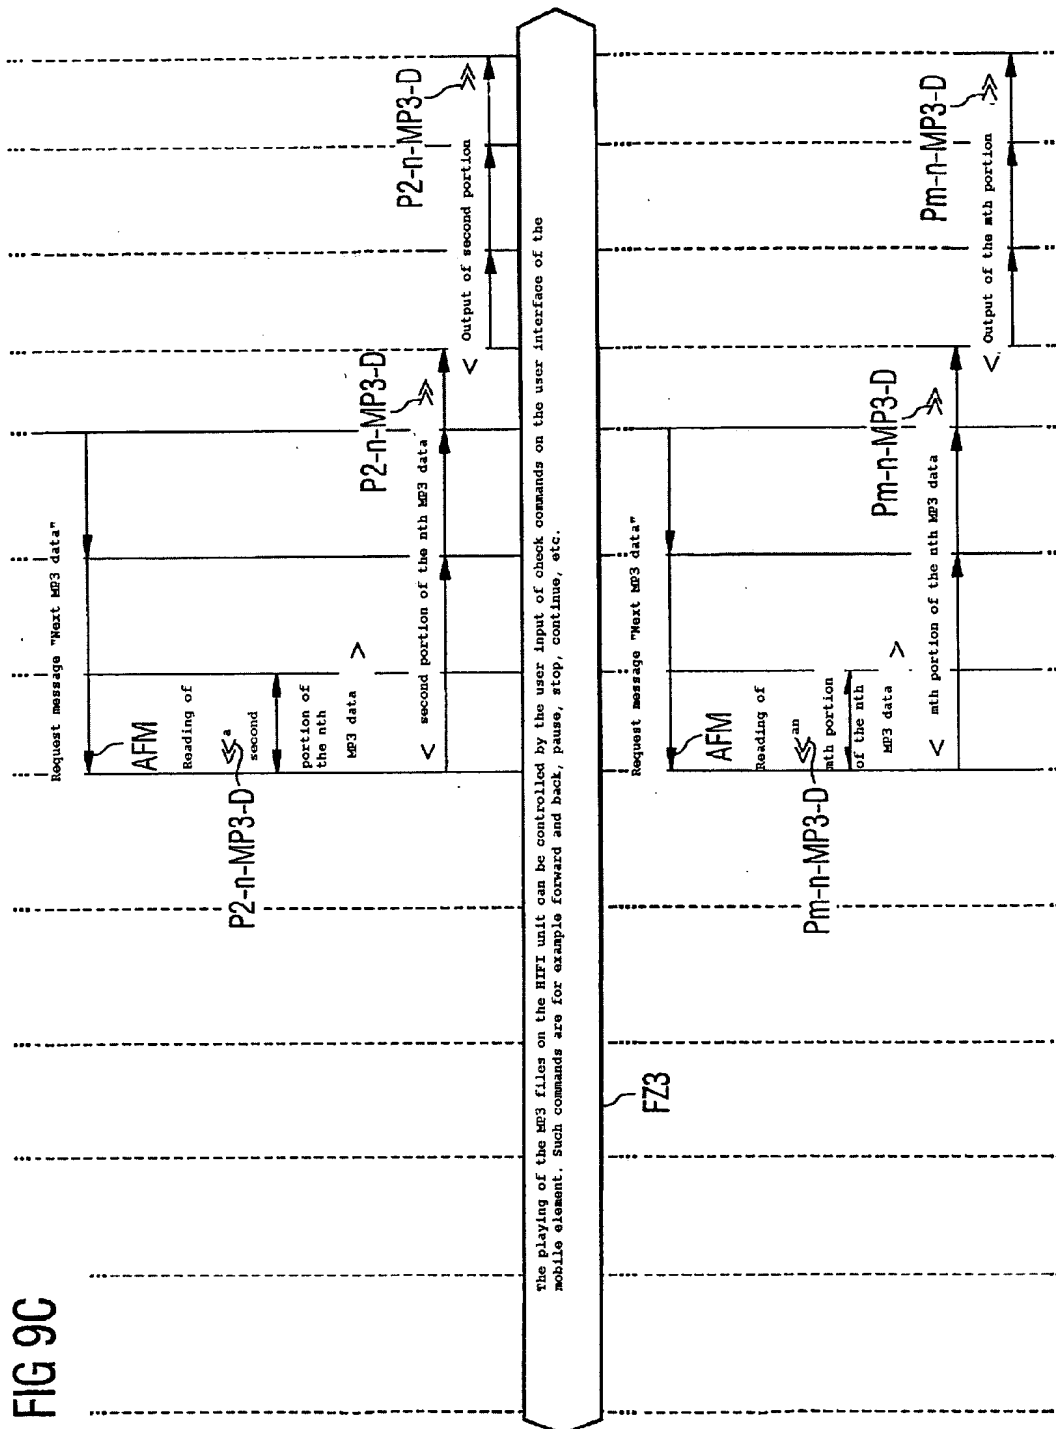 FIG 9C
Request message "Next MP3 data"
AFM
Reading of
<<a
second
portion of
the nth
MP3 data >
P2-n-MP3-D
< second portion of the nth MP3 data >>
P2-n-MP3-D
< Output of second portion >>
P2-n-MP3-D
The playing of the MP3 files on the HIFI unit can be controlled by the user input of check commands on the user interface of the
mobile element. Such commands are for example forward and back, pause, stop, continue, etc.
FZ3
Request message "Next MP3 data"
AFM
Reading of
<<an
mth portion
of the nth
MP3 data >
Pm-n-MP3-D
< mth portion of the nth MP3 data >>
Pm-n-MP3-D
< Output of the mth portion >>
Pm-n-MP3-D